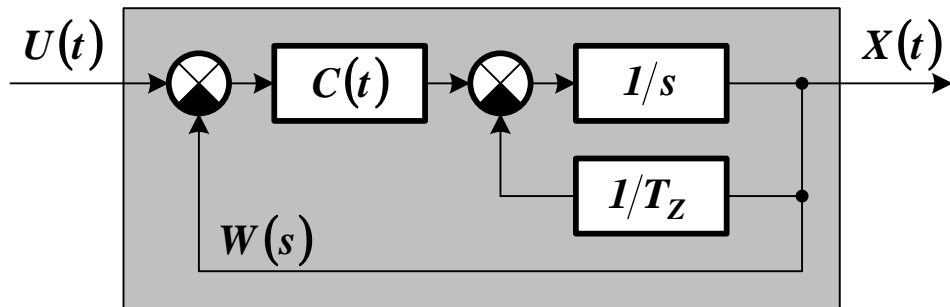 U(t)
X(t)
C(t)
1/s
1/T_Z
W(s)